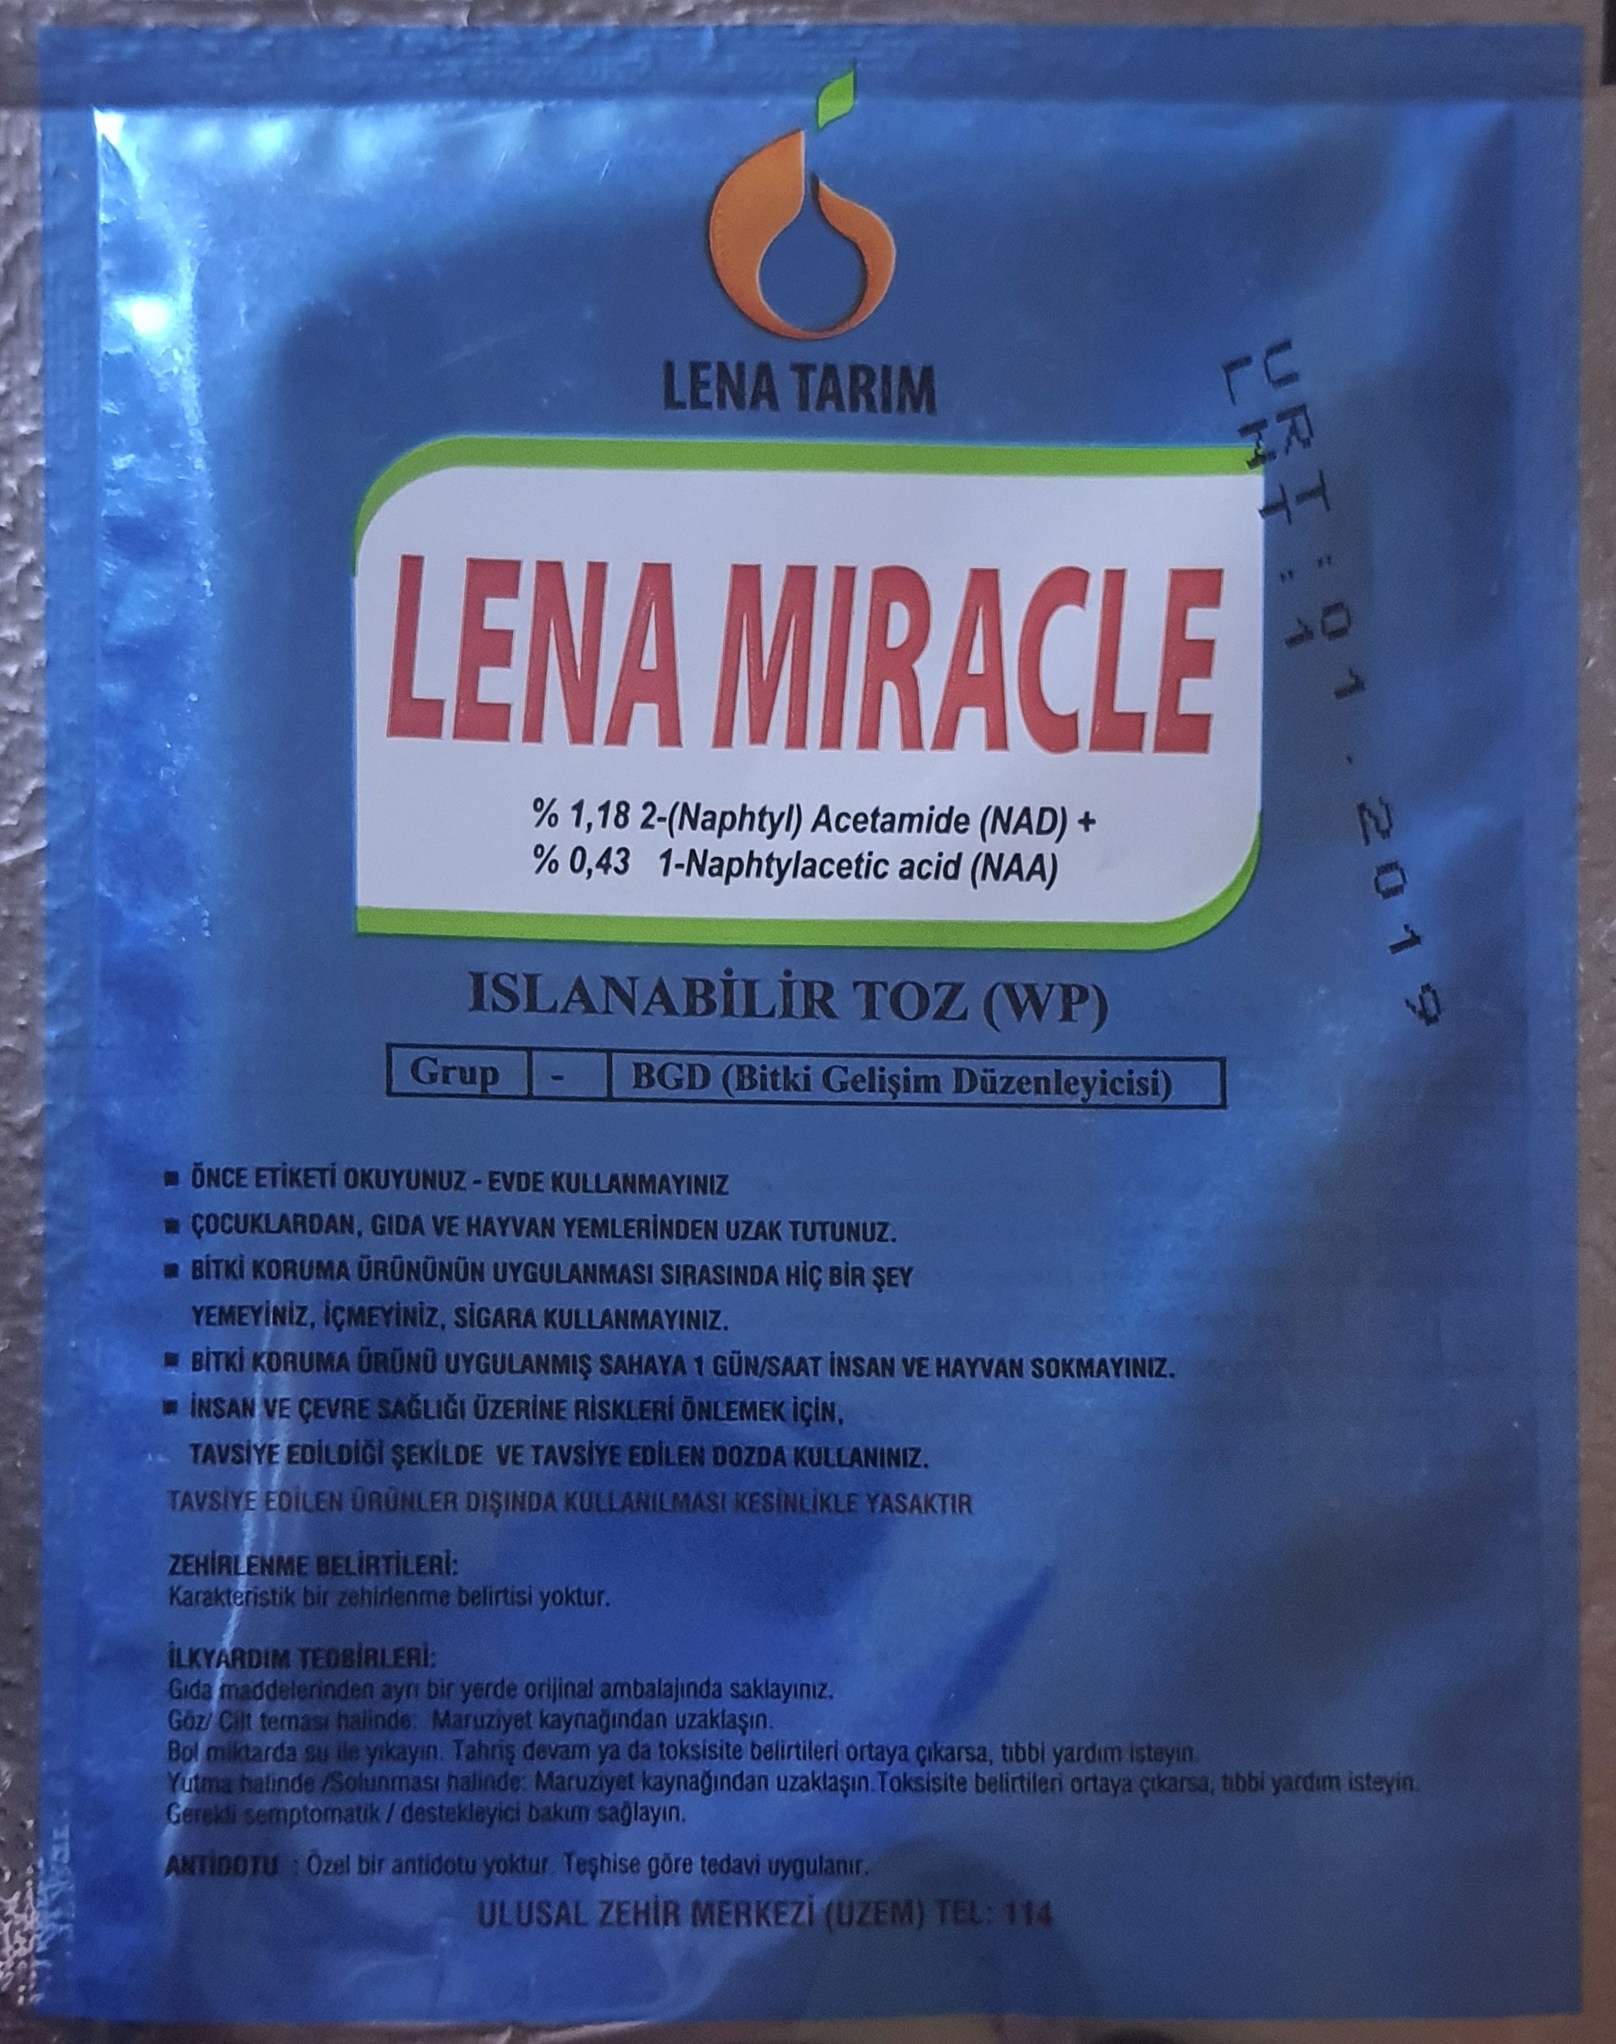 LENA TARIM
LENA MIRACLE
% 1,18 2-(Naphtyl) Acetamide (NAD) +
% 0,43 1-Naphtylacetic acid (NAA)
ISLANABİLİR TOZ (WP)
Grup - BGD (Bitki Gelişim Düzenleyicisi)
URT:01.2019
LOT:01
▪ ÖNCE ETİKETİ OKUYUNUZ - EVDE KULLANMAYINIZ
▪ ÇOCUKLARDAN, GIDA VE HAYVAN YEMLERİNDEN UZAK TUTUNUZ.
▪ BİTKİ KORUMA ÜRÜNÜNÜN UYGULANMASI SIRASINDA HİÇ BİR ŞEY
YEMEYİNİZ, İÇMEYİNİZ, SİGARA KULLANMAYINIZ.
▪ BİTKİ KORUMA ÜRÜNÜ UYGULANMIŞ SAHAYA 1 GÜN/SAAT İNSAN VE HAYVAN SOKMAYINIZ.
▪ İNSAN VE ÇEVRE SAĞLIĞI ÜZERİNE RİSKLERİ ÖNLEMEK İÇİN,
TAVSİYE EDİLDİĞİ ŞEKİLDE VE TAVSİYE EDİLEN DOZDA KULLANINIZ.
TAVSİYE EDİLEN ÜRÜNLER DIŞINDA KULLANILMASI KESİNLİKLE YASAKTIR
ZEHİRLENME BELİRTİLERİ:
Karakteristik bir zehirlenme belirtisi yoktur.
İLKYARDIM TEDBİRLERİ:
Gıda maddelerinden ayrı bir yerde orijinal ambalajında saklayınız.
Göz/ Cilt teması halinde: Maruziyet kaynağından uzaklaşın.
Bol miktarda su ile yıkayın. Tahriş devam ya da toksisite belirtileri ortaya çıkarsa, tıbbi yardım isteyin.
Yutma halinde /Solunması halinde: Maruziyet kaynağından uzaklaşın.Toksisite belirtileri ortaya çıkarsa, tıbbi yardım isteyin.
Gerekli semptomatik / destekleyici bakım sağlayın.
ANTİDOTU : Özel bir antidotu yoktur. Teşhise göre tedavi uygulanır.
ULUSAL ZEHİR MERKEZİ (UZEM) TEL: 114